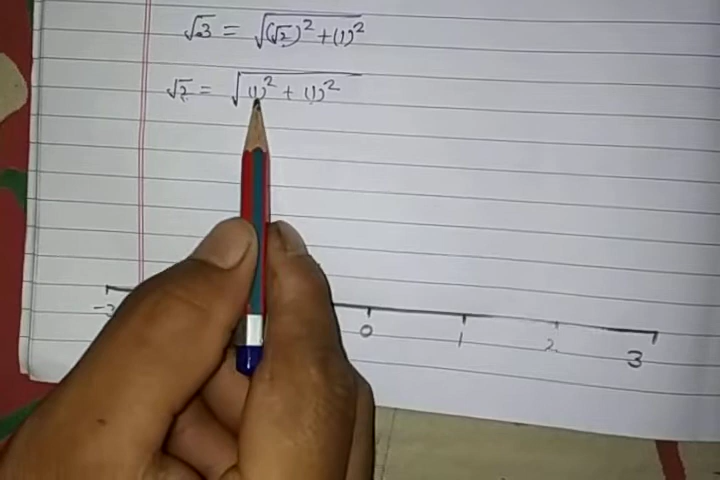 √3 = √(√2)² + (1)²
√2 = √(1)² + (1)²
0 1 2 3